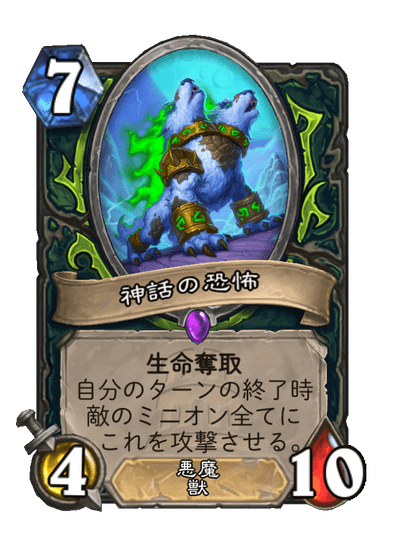 7
神話の恐怖
生命奪取
自分のターンの終了時
敵のミニオン全てに
これを攻撃させる。
4
悪魔
獣
10